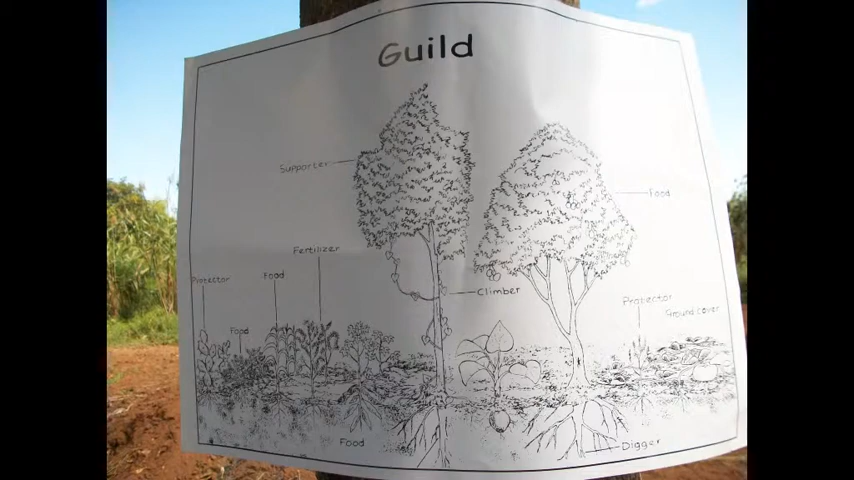 Guild
Supporter
Food
Fertilizer
Protector
Food
Climber
Protector
Ground cover
Food
Food
Digger